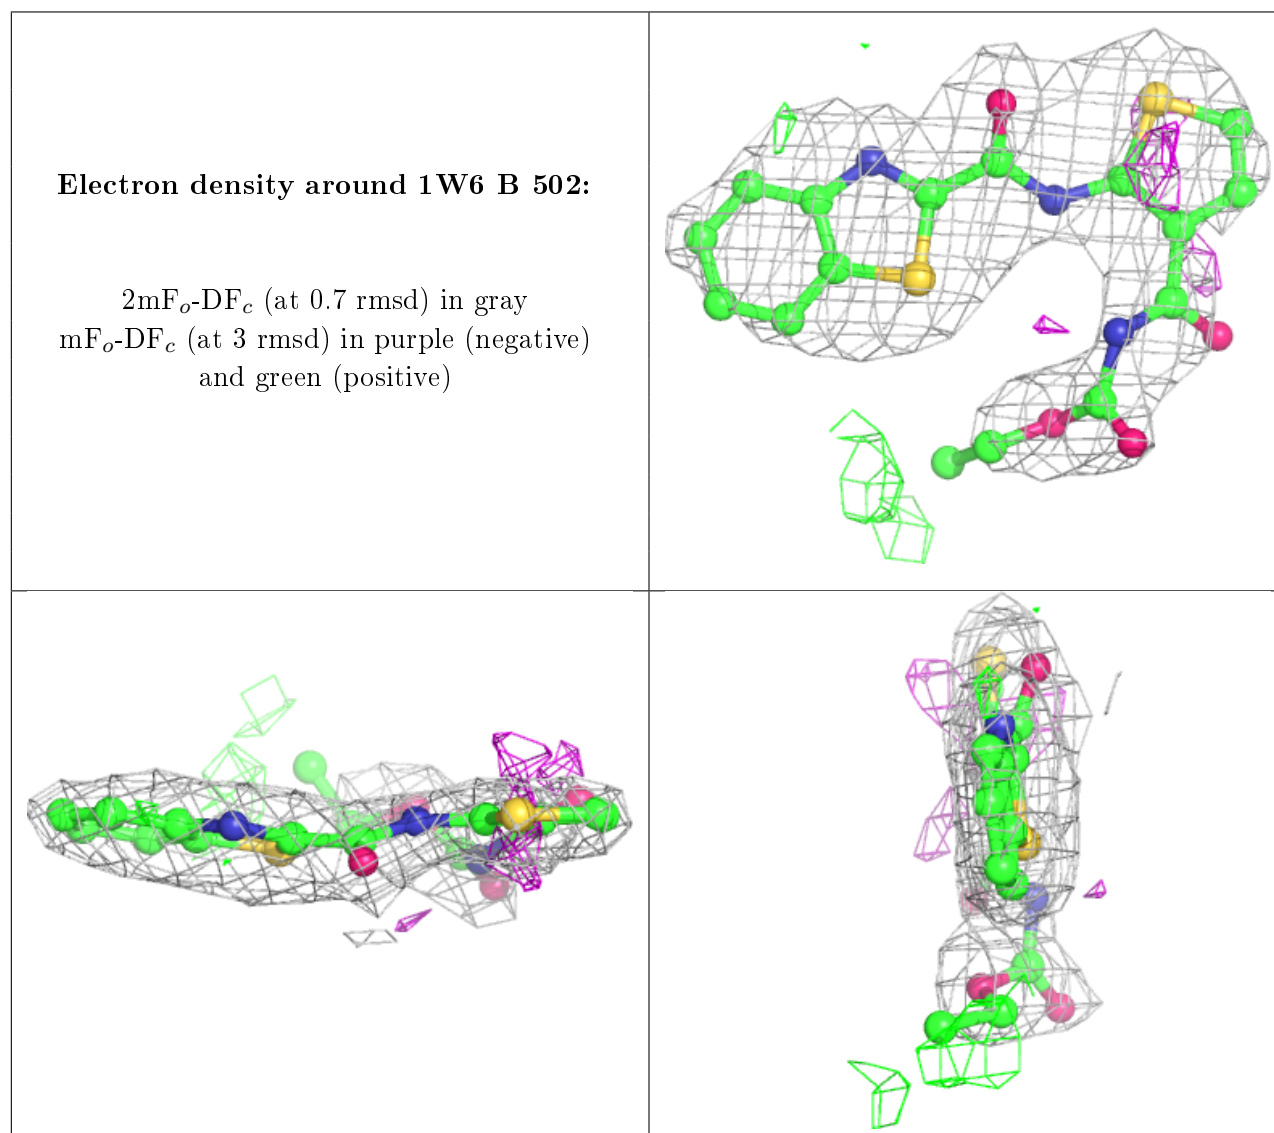 Electron density around 1W6 B 502:
2mFₒ-DF𝒸 (at 0.7 rmsd) in gray
mFₒ-DF𝒸 (at 3 rmsd) in purple (negative)
and green (positive)